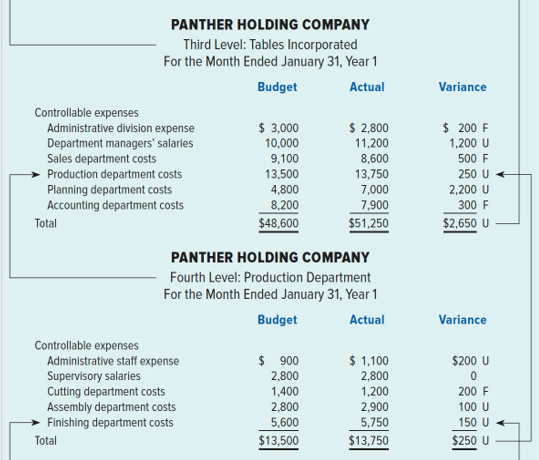 PANTHER HOLDING COMPANY
Third Level: Tables Incorporated
For the Month Ended January 31, Year 1
Budget Actual Variance
Controllable expenses
Administrative division expense $ 3,000 $ 2,800 $ 200 F
Department managers' salaries 10,000 11,200 1,200 U
Sales department costs 9,100 8,600 500 F
Production department costs 13,500 13,750 250 U
Planning department costs 4,800 7,000 2,200 U
Accounting department costs 8,200 7,900 300 F
Total $48,600 $51,250 $2,650 U
PANTHER HOLDING COMPANY
Fourth Level: Production Department
For the Month Ended January 31, Year 1
Budget Actual Variance
Controllable expenses
Administrative staff expense $ 900 $ 1,100 $200 U
Supervisory salaries 2,800 2,800 0
Cutting department costs 1,400 1,200 200 F
Assembly department costs 2,800 2,900 100 U
Finishing department costs 5,600 5,750 150 U
Total $13,500 $13,750 $250 U